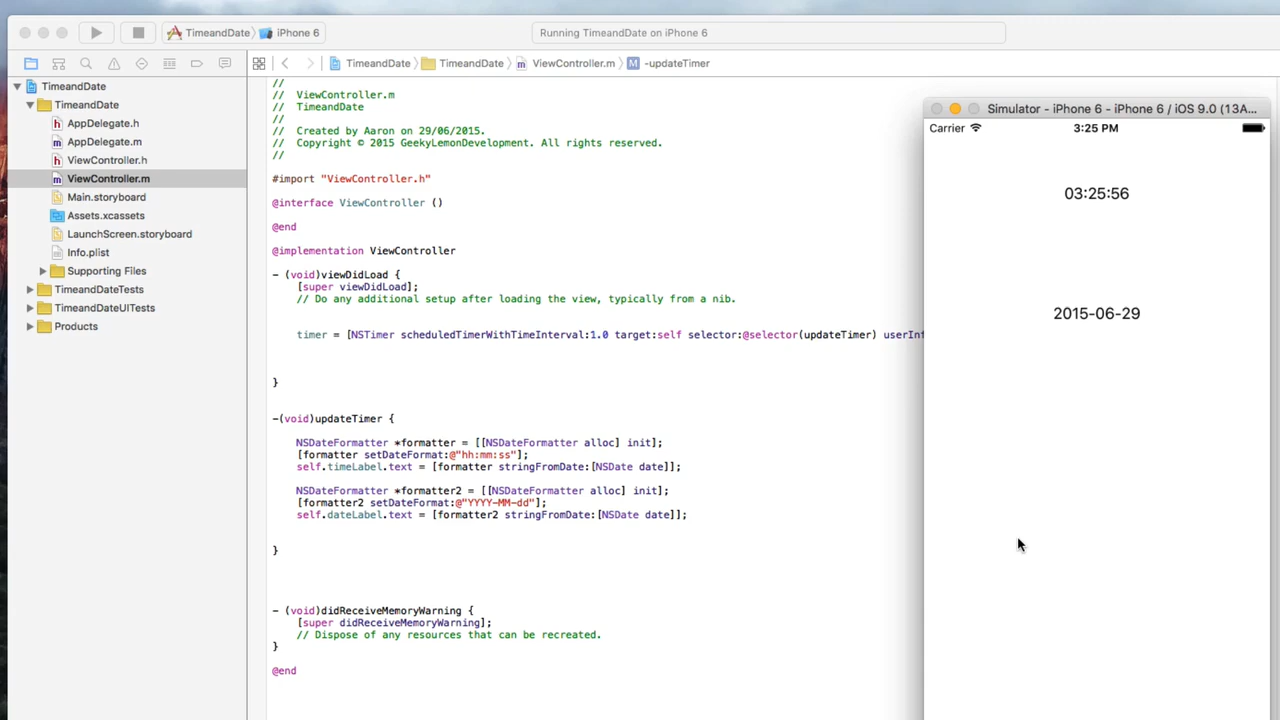 TimeandDate iPhone 6
Running TimeandDate on iPhone 6
TimeandDate TimeandDate ViewController.m M -updateTimer
TimeandDate
TimeandDate
h AppDelegate.h
m AppDelegate.m
h ViewController.h
m ViewController.m
Main.storyboard
Assets.xcassets
LaunchScreen.storyboard
Info.plist
Supporting Files
TimeandDateTests
TimeandDateUITests
Products
//
// ViewController.m
// TimeandDate
//
// Created by Aaron on 29/06/2015.
// Copyright © 2015 GeekyLemonDevelopment. All rights reserved.
//
#import "ViewController.h"
@interface ViewController ()
@end
@implementation ViewController
- (void)viewDidLoad {
[super viewDidLoad];
// Do any additional setup after loading the view, typically from a nib.
timer = [NSTimer scheduledTimerWithTimeInterval:1.0 target:self selector:@selector(updateTimer) userInf
}
-(void)updateTimer {
NSDateFormatter *formatter = [[NSDateFormatter alloc] init];
[formatter setDateFormat:@"hh:mm:ss"];
self.timeLabel.text = [formatter stringFromDate:[NSDate date]];
NSDateFormatter *formatter2 = [[NSDateFormatter alloc] init];
[formatter2 setDateFormat:@"YYYY-MM-dd"];
self.dateLabel.text = [formatter2 stringFromDate:[NSDate date]];
}
- (void)didReceiveMemoryWarning {
[super didReceiveMemoryWarning];
// Dispose of any resources that can be recreated.
}
@end
Simulator - iPhone 6 - iPhone 6 / iOS 9.0 (13A...
Carrier 3:25 PM
03:25:56
2015-06-29